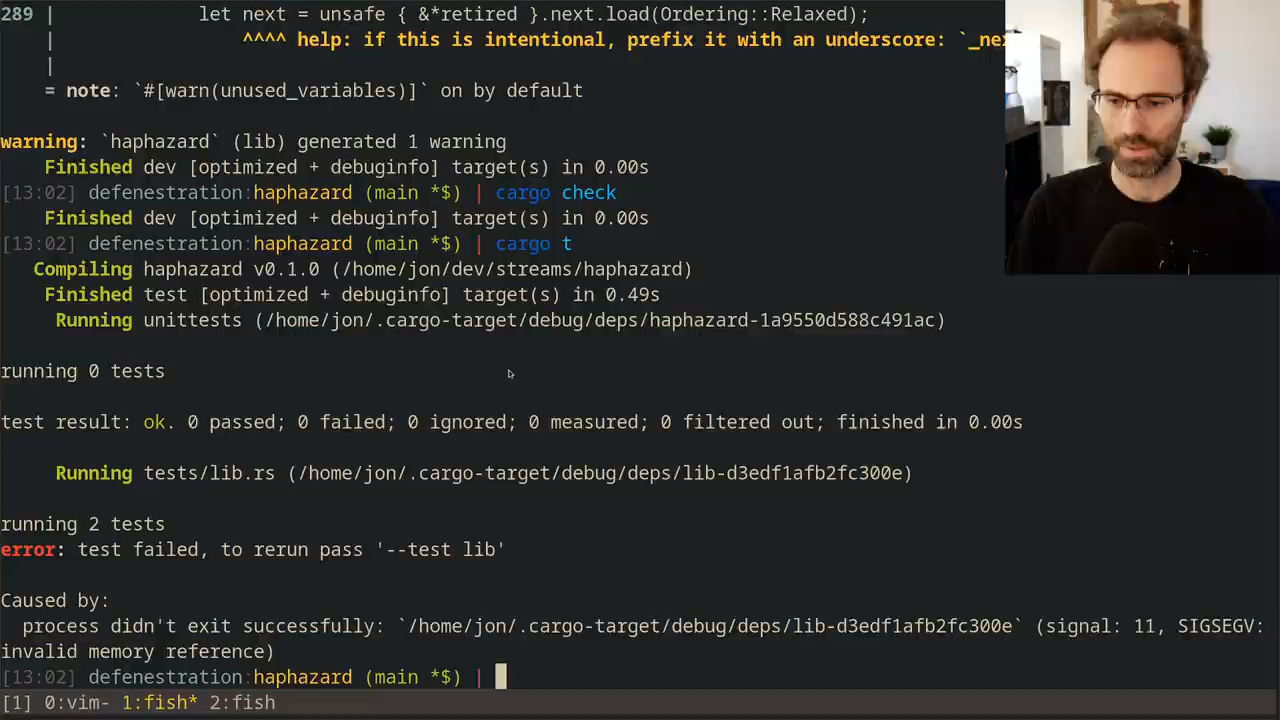 289 |             let next = unsafe { &*retired }.next.load(Ordering::Relaxed);
    |                 ^^^^ help: if this is intentional, prefix it with an underscore: `_ne
    |
    = note: `#[warn(unused_variables)]` on by default
warning: `haphazard` (lib) generated 1 warning
    Finished dev [optimized + debuginfo] target(s) in 0.00s
[13:02] defenestration:haphazard (main *$) | cargo check
    Finished dev [optimized + debuginfo] target(s) in 0.00s
[13:02] defenestration:haphazard (main *$) | cargo t
   Compiling haphazard v0.1.0 (/home/jon/dev/streams/haphazard)
    Finished test [optimized + debuginfo] target(s) in 0.49s
     Running unittests (/home/jon/.cargo-target/debug/deps/haphazard-1a9550d588c491ac)
running 0 tests
test result: ok. 0 passed; 0 failed; 0 ignored; 0 measured; 0 filtered out; finished in 0.00s
     Running tests/lib.rs (/home/jon/.cargo-target/debug/deps/lib-d3edf1afb2fc300e)
running 2 tests
error: test failed, to rerun pass '--test lib'
Caused by:
  process didn't exit successfully: `/home/jon/.cargo-target/debug/deps/lib-d3edf1afb2fc300e` (signal: 11, SIGSEGV:
invalid memory reference)
[13:02] defenestration:haphazard (main *$) |
[1] 0:vim- 1:fish* 2:fish